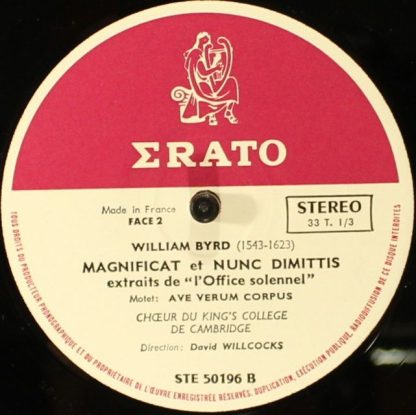 ΣRATO
Made in France
FACE 2
STEREO
33 T. 1/3
WILLIAM BYRD (1543-1623)
MAGNIFICAT et NUNC DIMITTIS
extraits de "l'Office solennel"
Motet: AVE VERUM CORPUS
CHŒUR DU KING'S COLLEGE
DE CAMBRIDGE
Direction: David WILLCOCKS
STE 50196 B
TOUS DROITS DU PRODUCTEUR PHONOGRAPHIQUE ET DU PROPRIÉTAIRE DE L'ŒUVRE ENREGISTRÉE RÉSERVÉS. DUPLICATION, EXÉCUTION PUBLIQUE, RADIODIFFUSION DE CE DISQUE INTERDITES